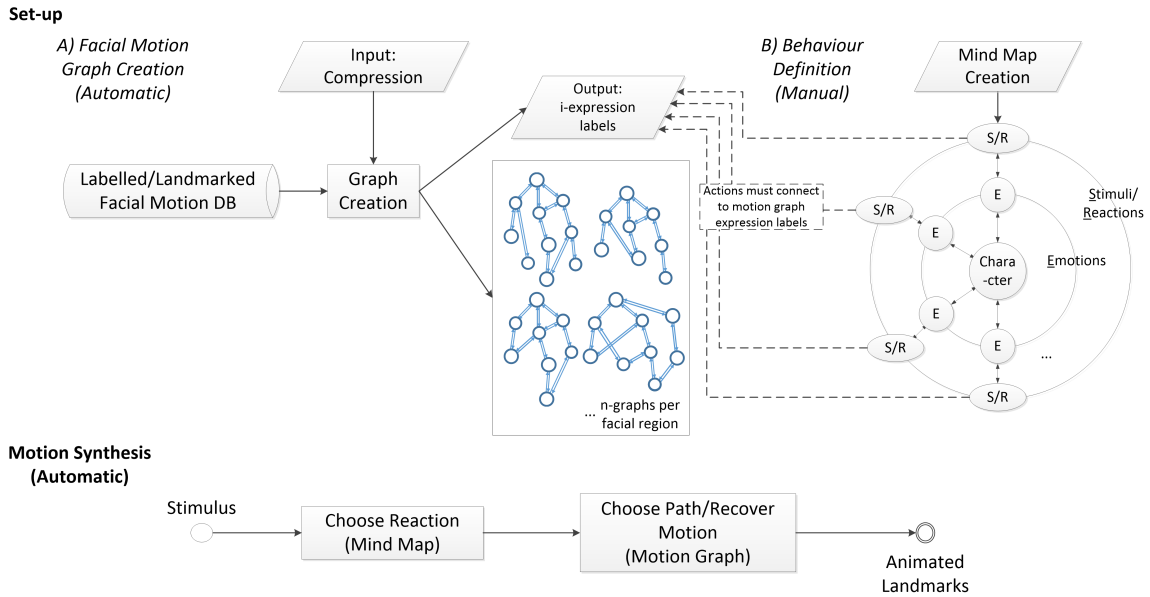 Set-up
A) Facial Motion
Graph Creation
(Automatic)
Input:
Compression
Labelled/Landmarked
Facial Motion DB
Graph
Creation
Output:
i-expression
labels
... n-graphs per
facial region
B) Behaviour
Definition
(Manual)
Mind Map
Creation
Actions must connect
to motion graph
expression labels
S/R
E
S/R
E
Stimuli/
Reactions
Chara
-cter
Emotions
E
S/R
E
...
S/R
Motion Synthesis
(Automatic)
Stimulus
Choose Reaction
(Mind Map)
Choose Path/Recover
Motion
(Motion Graph)
Animated
Landmarks